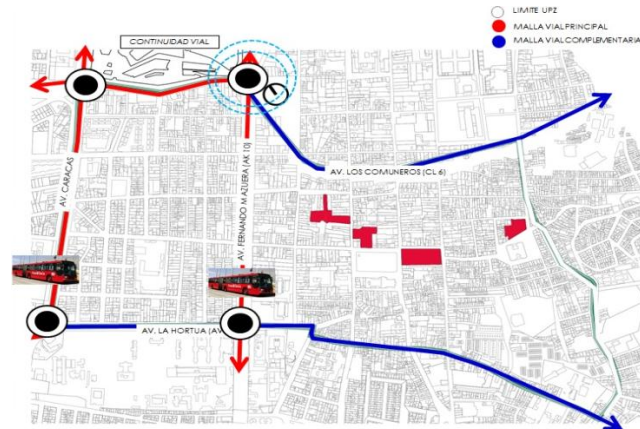 LIMITE UPZ
MALLA VIAL PRINCIPAL
MALLA VIAL COMPLEMENTARIA
CONTINUIDAD VIAL
AV. CARACAS
AV. FERNANDO MAZUERA (AK 10)
AV. LOS COMUNEROS (CL 6)
AV. LA HORTUA (AV